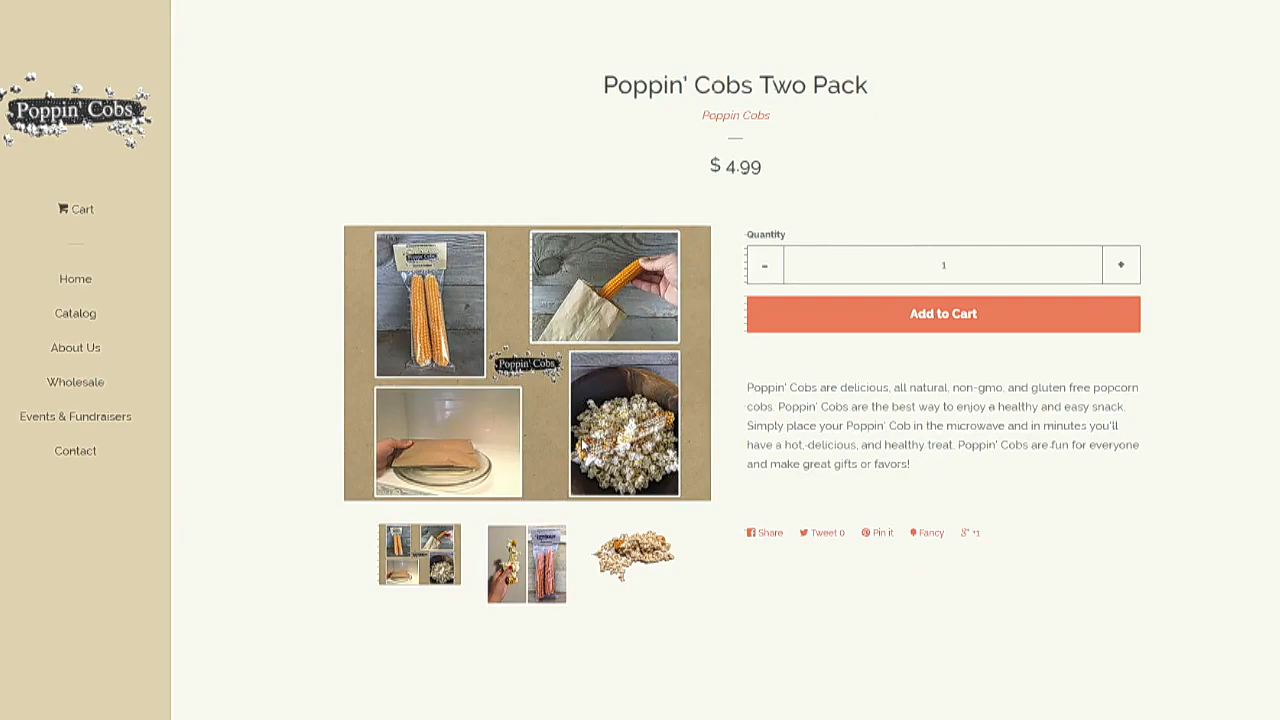 Poppin' Cobs
Cart
Home
Catalog
About Us
Wholesale
Events & Fundraisers
Contact
Poppin' Cobs Two Pack
Poppin Cobs
$ 4.99
Poppin' Cobs
Quantity
- 1 +
Add to Cart
Poppin' Cobs are delicious, all natural, non-gmo, and gluten free popcorn
cobs. Poppin' Cobs are the best way to enjoy a healthy and easy snack.
Simply place your Poppin' Cob in the microwave and in minutes you'll
have a hot, delicious, and healthy treat. Poppin' Cobs are fun for everyone
and make great gifts or favors!
Share Tweet 0 Pin it Fancy +1